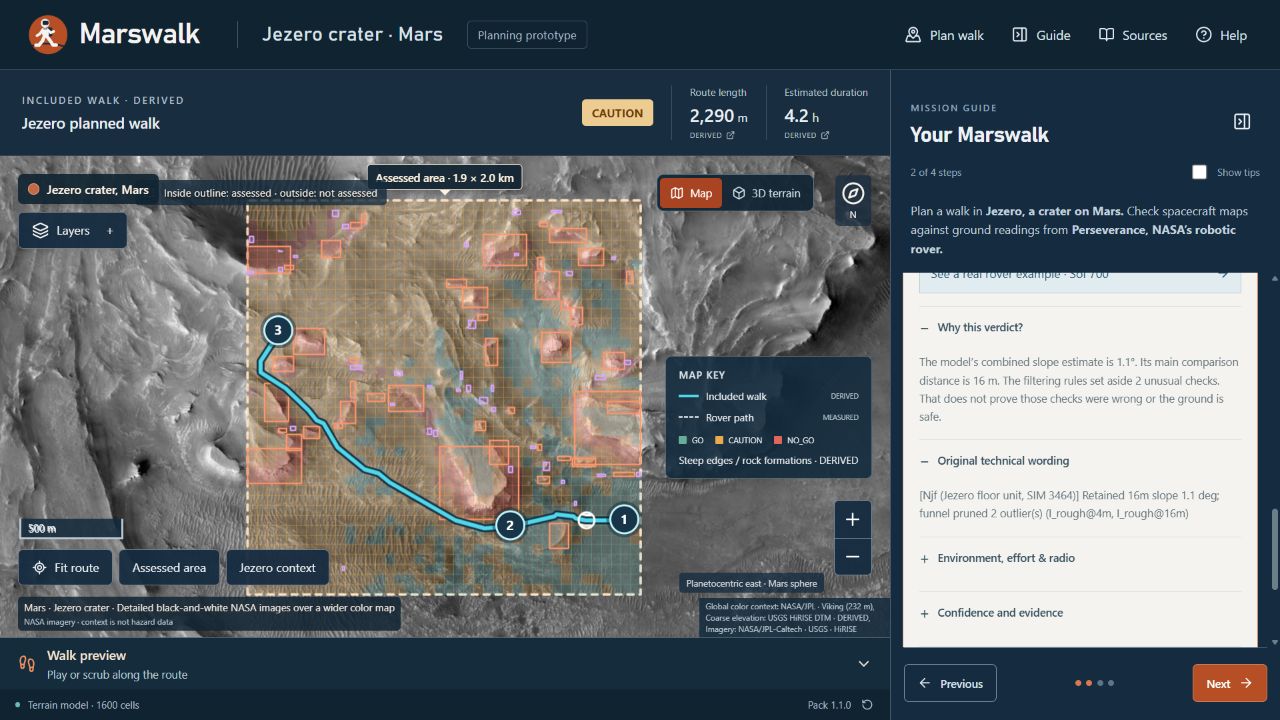 Marswalk
Jezero crater · Mars
Planning prototype
Plan walk
Guide
Sources
Help
INCLUDED WALK · DERIVED
Jezero planned walk
CAUTION
Route length
2,290 m
DERIVED
Estimated duration
4.2 h
DERIVED
Jezero crater, Mars
Inside outline: assessed · outside: not assessed
Assessed area · 1.9 × 2.0 km
Map
3D terrain
N
Layers +
3
2
1
MAP KEY
Included walk DERIVED
Rover path MEASURED
GO CAUTION NO_GO
Steep edges / rock formations · DERIVED
500 m
+
−
Fit route
Assessed area
Jezero context
Planetocentric east · Mars sphere
Mars · Jezero crater · Detailed black-and-white NASA images over a wider color map
NASA imagery · context is not hazard data
Global color context: NASA/JPL · Viking (232 m),
Coarse elevation: USGS HiRISE DTM · DERIVED,
Imagery: NASA/JPL-Caltech · USGS · HiRISE
Walk preview
Play or scrub along the route
Terrain model · 1600 cells
Pack 1.1.0
MISSION GUIDE
Your Marswalk
2 of 4 steps
Show tips
Plan a walk in Jezero, a crater on Mars. Check spacecraft maps
against ground readings from Perseverance, NASA's robotic
rover.
See a real rover example · Sol 700
− Why this verdict?
The model's combined slope estimate is 1.1°. Its main comparison
distance is 16 m. The filtering rules set aside 2 unusual checks.
That does not prove those checks were wrong or the ground is
safe.
− Original technical wording
[Njf (Jezero floor unit, SIM 3464)] Retained 16m slope 1.1 deg;
funnel pruned 2 outlier(s) (l_rough@4m, l_rough@16m)
+ Environment, effort & radio
+ Confidence and evidence
← Previous
Next →